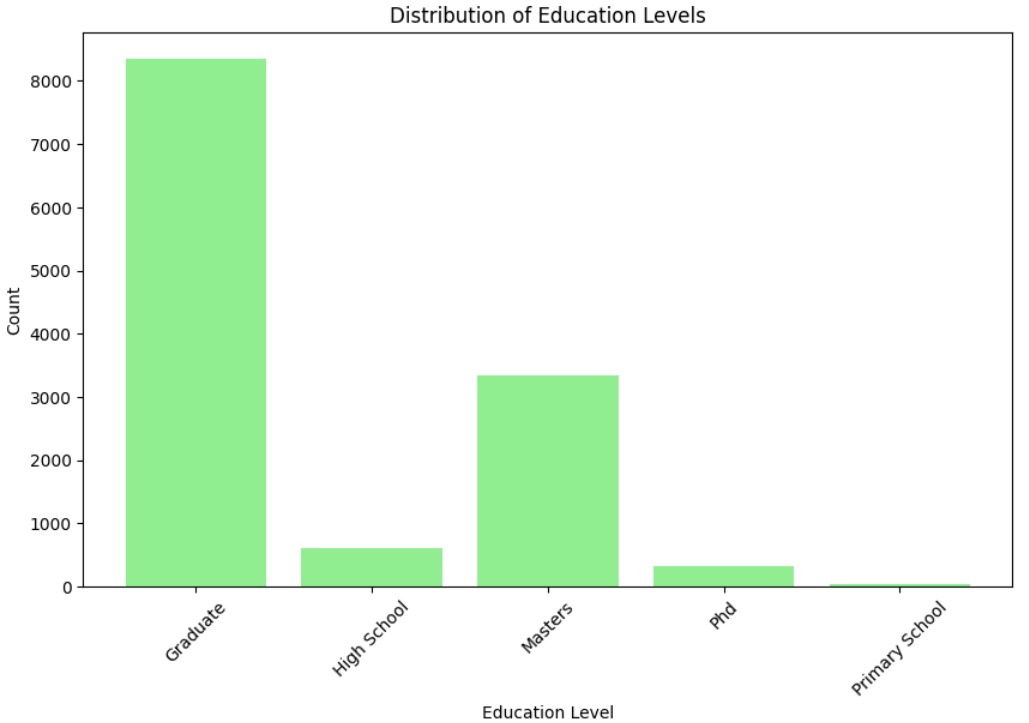 Distribution of Education Levels
Count
8000
7000
6000
5000
4000
3000
2000
1000
0
Graduate
High School
Masters
Phd
Primary School
Education Level